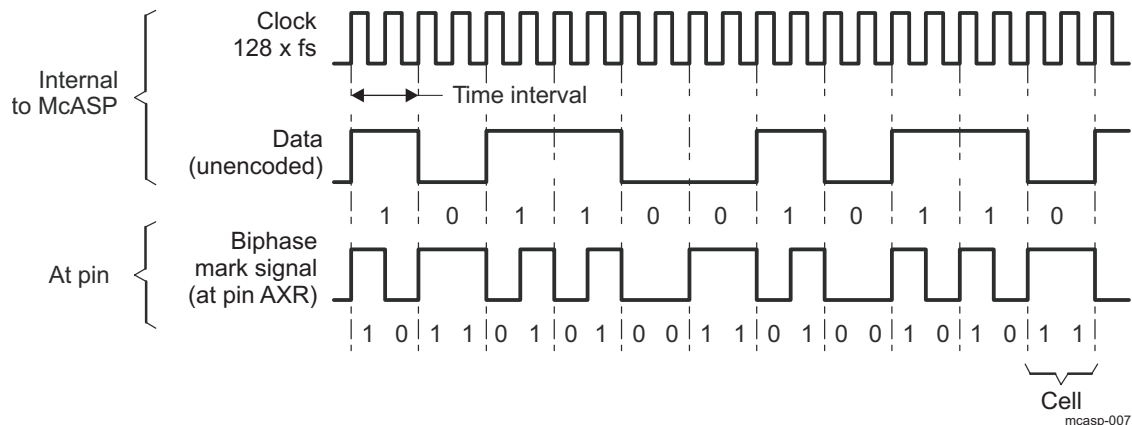 Clock
128 x fs
Internal
to McASP
Time interval
Data
(unencoded)
1 0 1 1 0 0 1 0 1 1 0
Biphase
mark signal
(at pin AXR)
At pin
1 0 1 1 0 1 0 1 0 0 1 1 0 1 0 0 1 0 1 0 1 1
Cell
mcasp-007